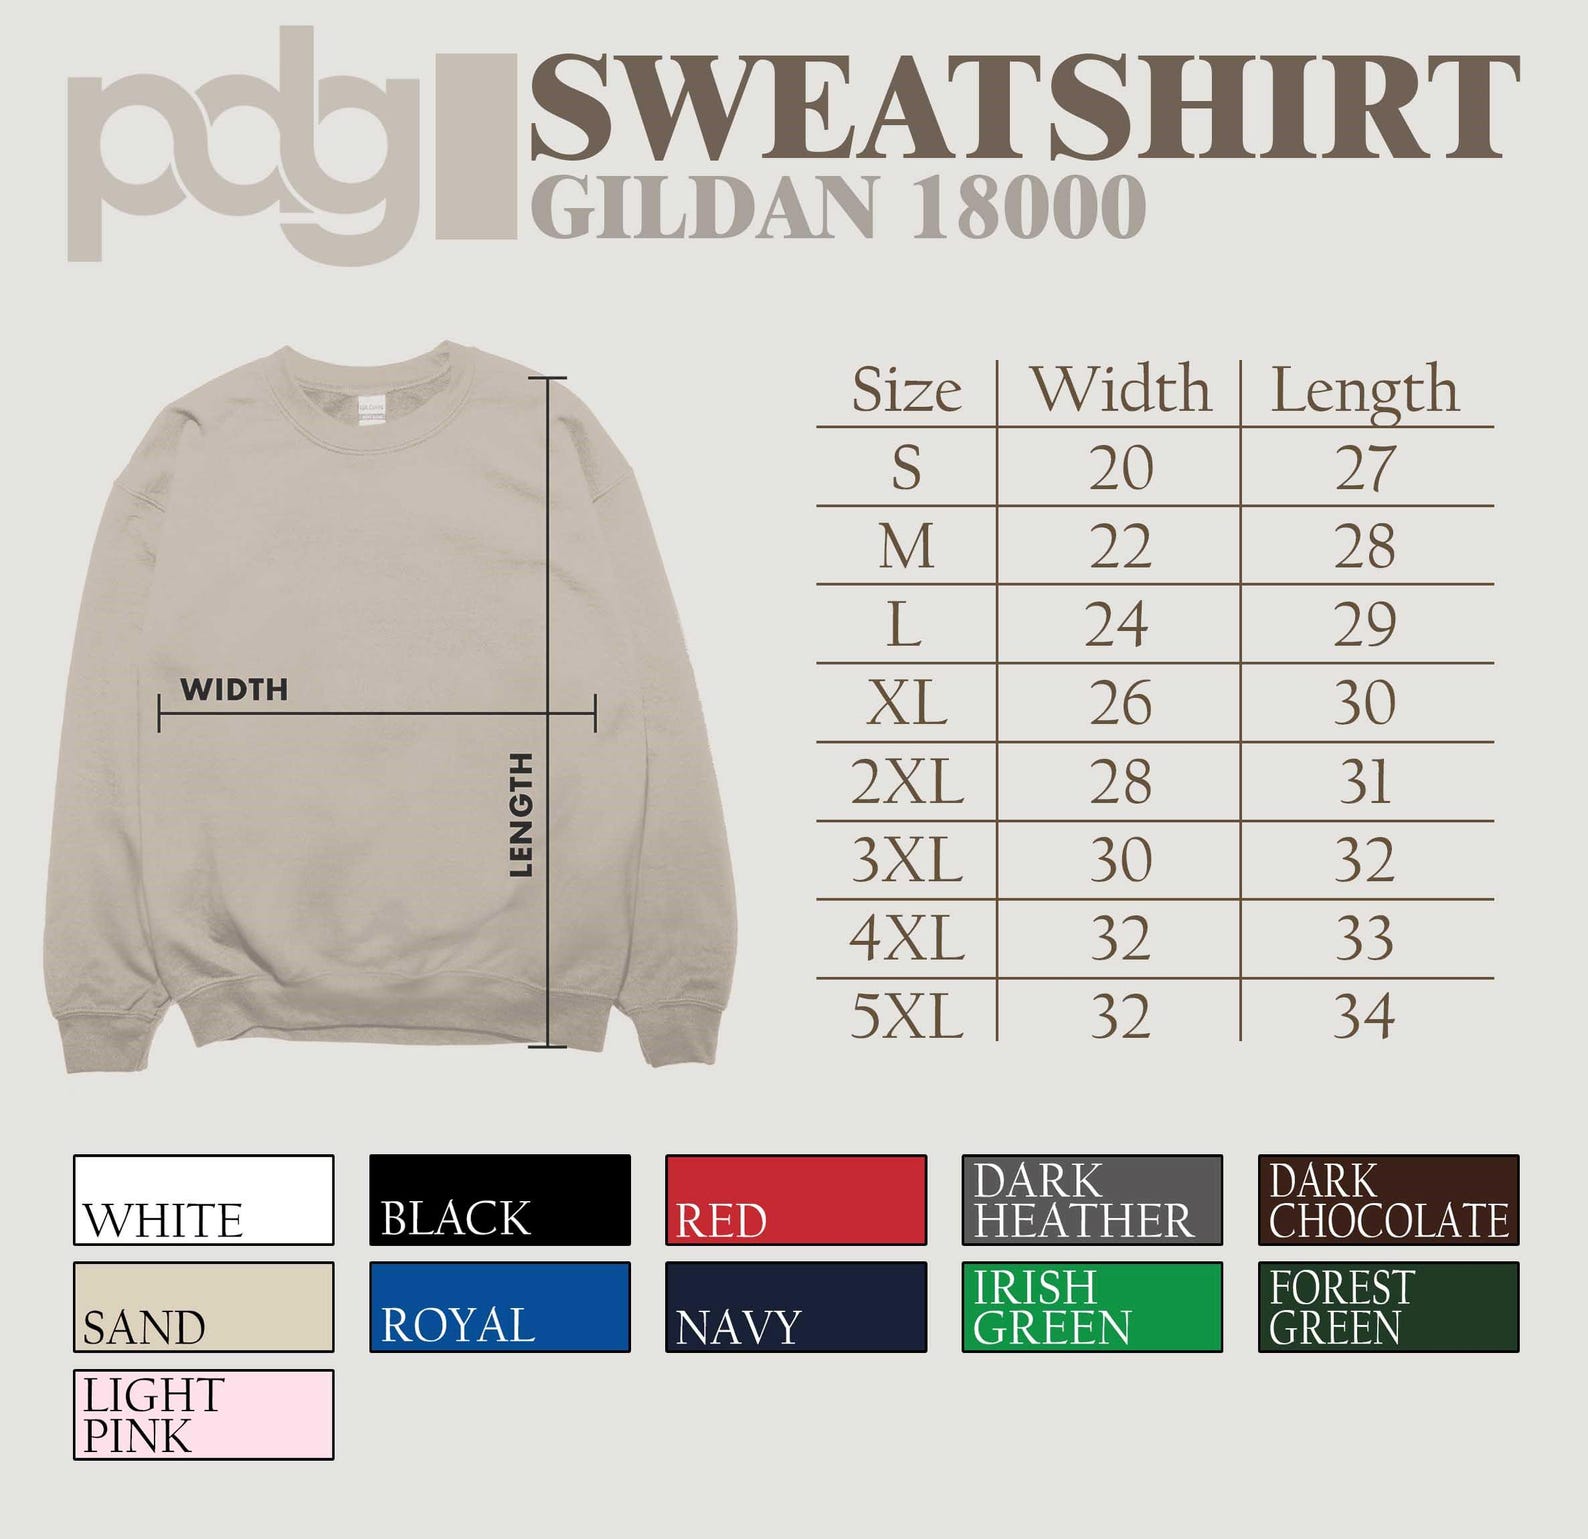 pdg
SWEATSHIRT
GILDAN 18000
GILDAN
WIDTH
LENGTH
Size Width Length
S 20 27
M 22 28
L 24 29
XL 26 30
2XL 28 31
3XL 30 32
4XL 32 33
5XL 32 34
WHITE
BLACK
RED
DARK
HEATHER
DARK
CHOCOLATE
SAND
ROYAL
NAVY
IRISH
GREEN
FOREST
GREEN
LIGHT
PINK